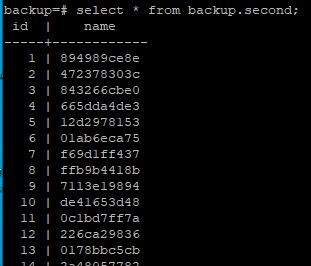 backup=# select * from backup.second;
id | name
-----+------------
1 | 894989ce8e
2 | 472378303c
3 | 843266cbe0
4 | 665dda4de3
5 | 12d2978153
6 | 01ab6eca75
7 | f69d1ff437
8 | ffb9b4418b
9 | 7113e19894
10 | de41653d48
11 | 0c1bd7ff7a
12 | 226ca29836
13 | 0178bbc5cb